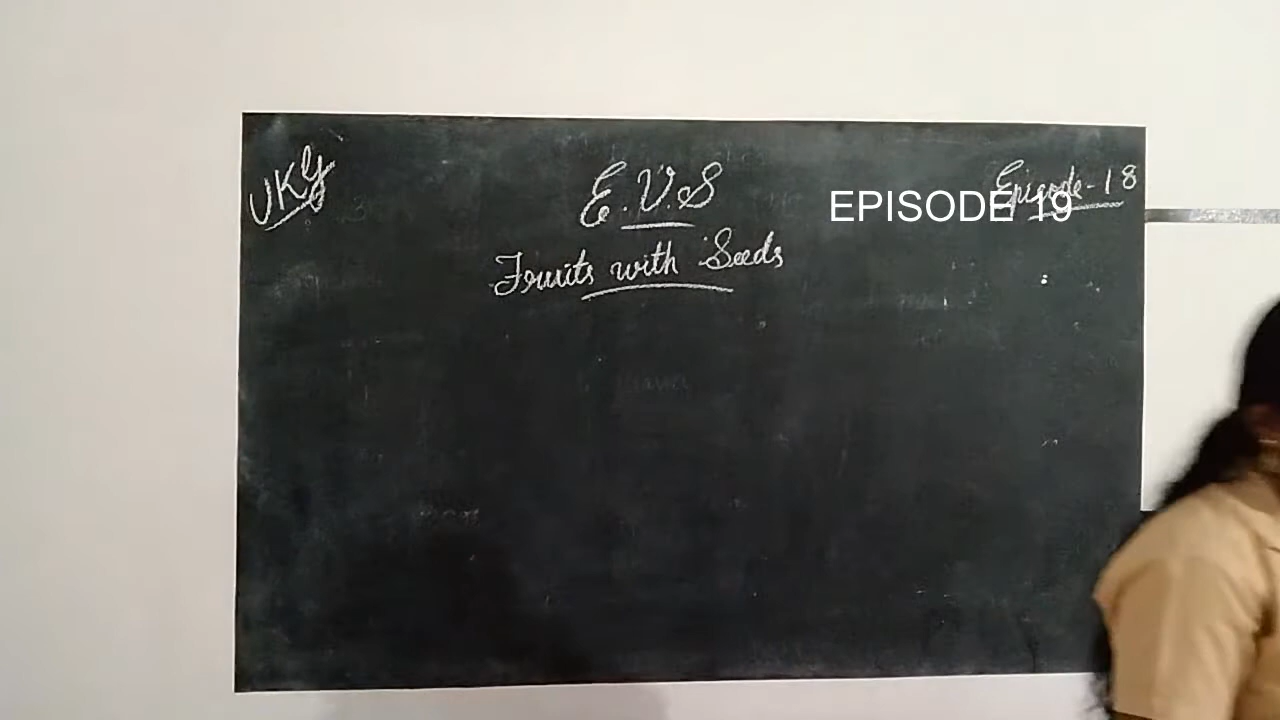 UKG
E.V.S
Episode-18
EPISODE 19
Fruits with Seeds